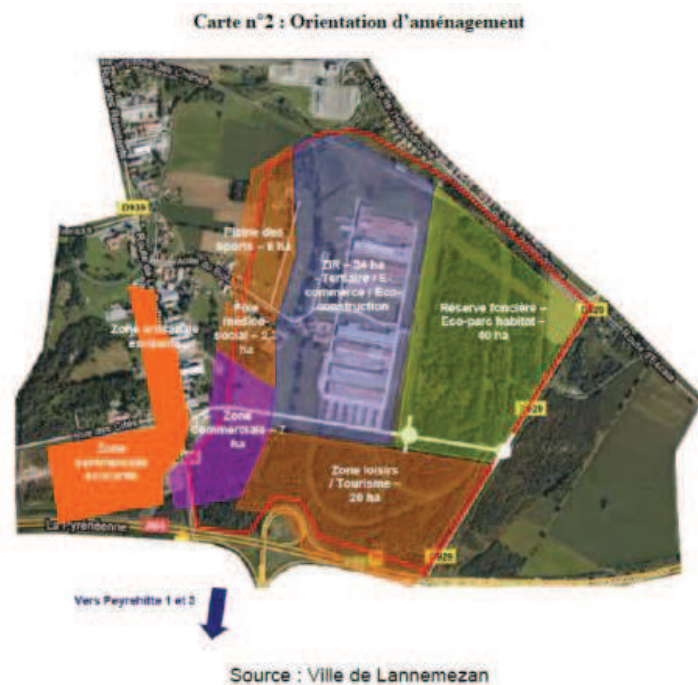 Carte n°2 : Orientation d'aménagement
D939
Plaine des
Sports – 6 ha
ZIR – 34 ha
- Tertiaire / E-
commerce / Eco-
construction
Pôle
médico-
social – 2,
ha
Réserve foncière –
Eco-parc habitat –
40 ha
D929
Zone artisanale
existante
Zone
Commerciale – 7
ha
D929
Zone
commerciale
existante
Zone loisirs
/ Tourisme –
20 ha
La Pyrénéenne
D929
Vers Peyrehitte 1 et 2
Source : Ville de Lannemezan